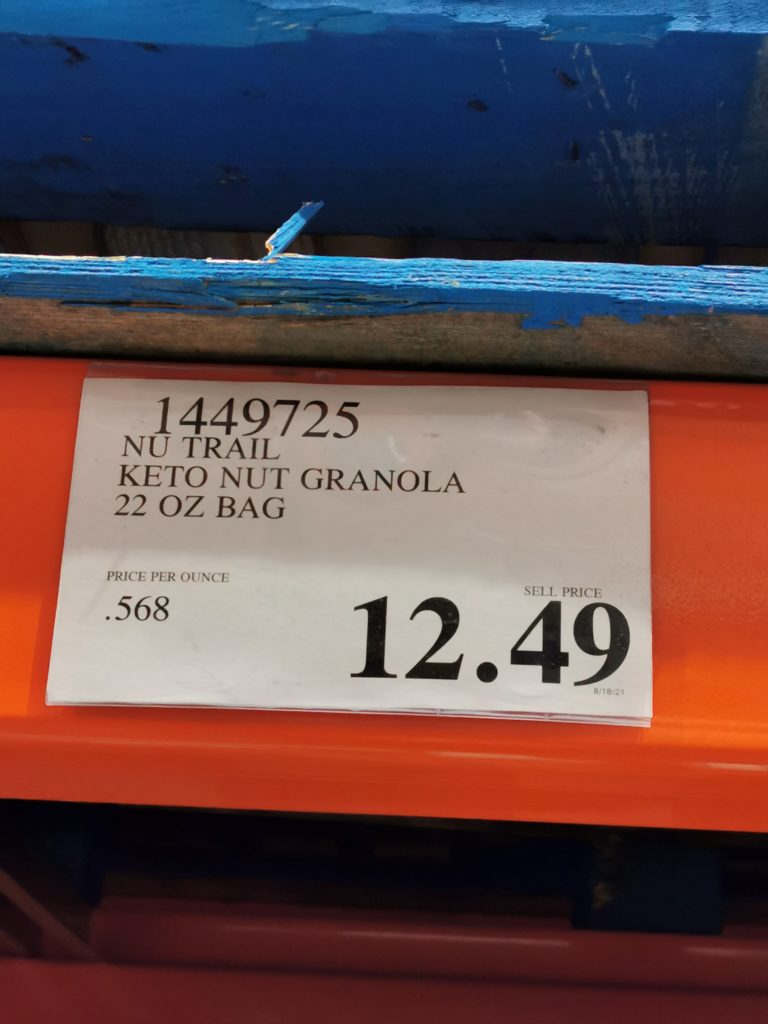 1449725
NU TRAIL
KETO NUT GRANOLA
22 OZ BAG
PRICE PER OUNCE
.568
SELL PRICE
12.49
8/18/21